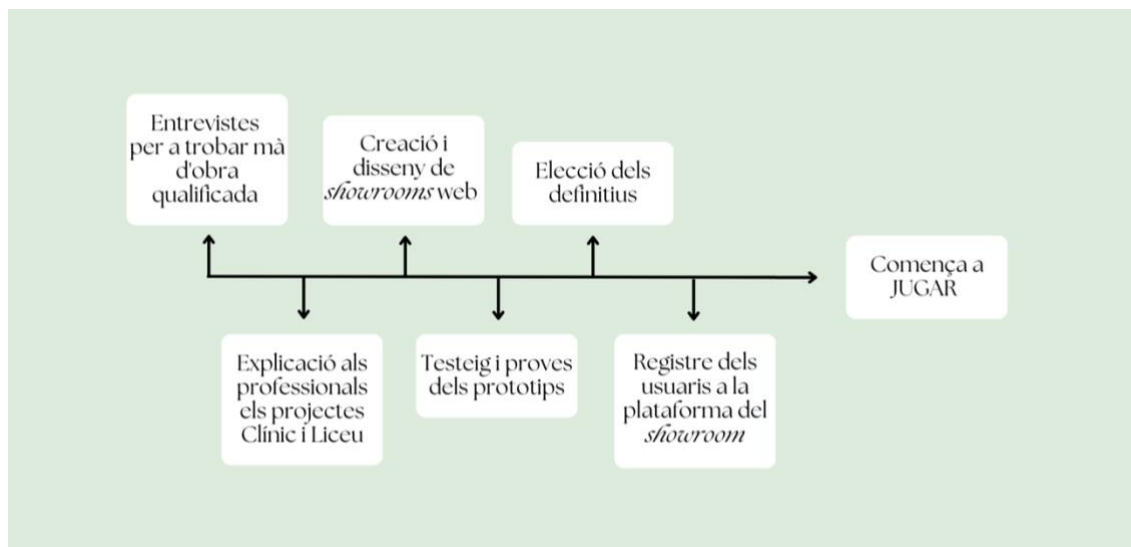 Entrevistes
per a trobar mà
d'obra
qualificada
Explicació als
professionals
els projectes
Clínic i Liceu
Creació i
disseny de
showrooms web
Testeig i proves
dels prototips
Elecció dels
definitius
Registre dels
usuaris a la
plataforma del
showroom
Comença a
JUGAR